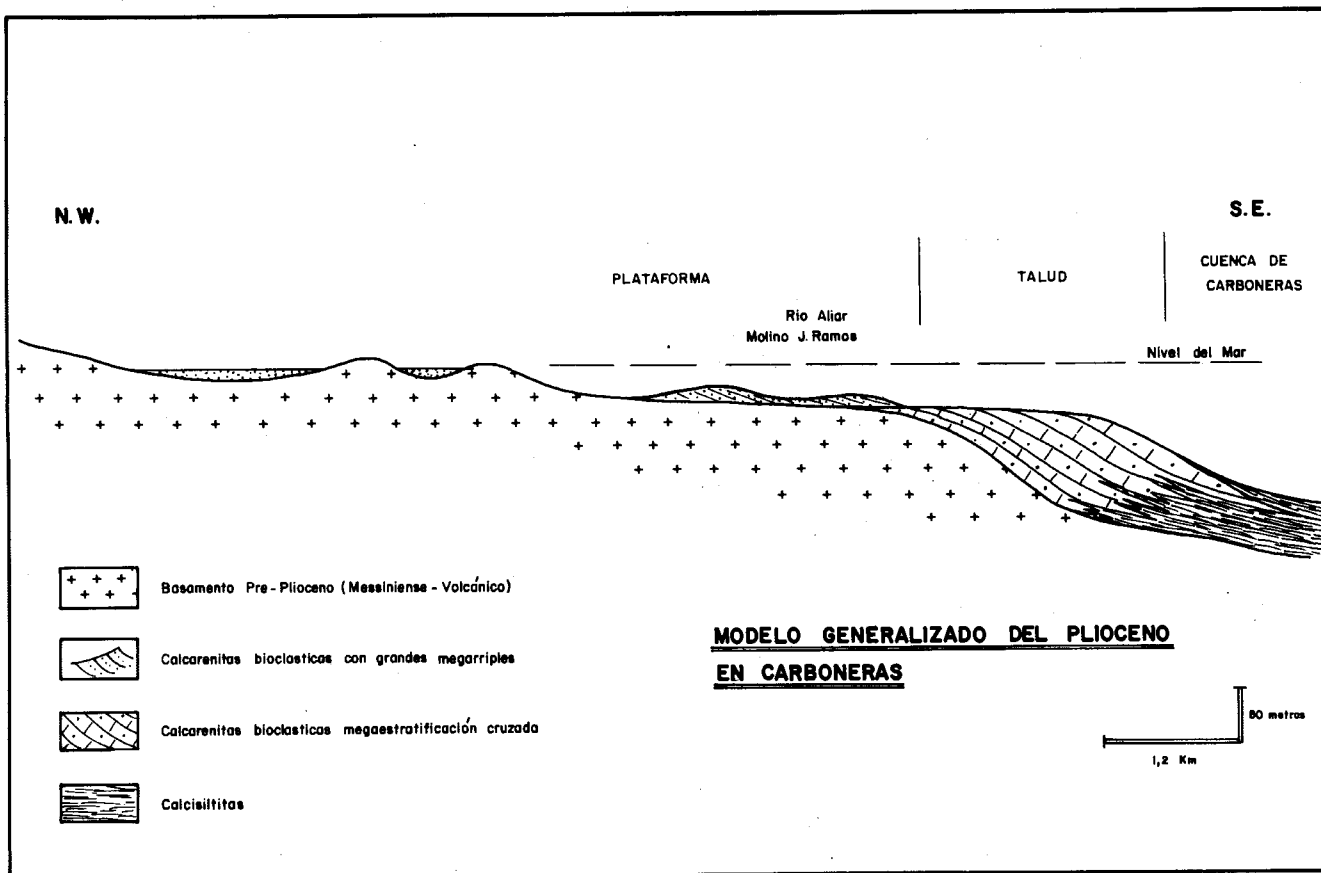 N.W.
S.E.
PLATAFORMA
TALUD
CUENCA DE
CARBONERAS
Río Aliar
Molino J. Ramos
Nivel del Mar
Basamento Pre-Plioceno (Messiniense - Volcánico)
Calcarenitas bioclasticas con grandes megarriples
Calcarenitas bioclasticas megaestratificación cruzada
Calcisiltitas
MODELO GENERALIZADO DEL PLIOCENO
EN CARBONERAS
80 metros
1,2 Km